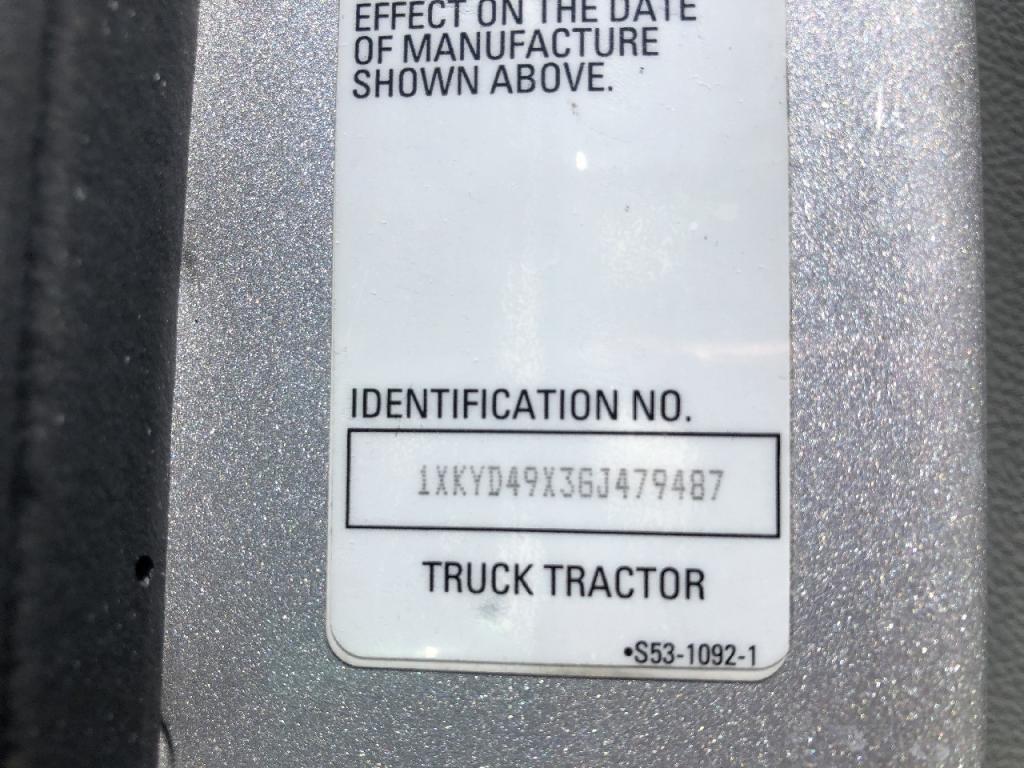 EFFECT ON THE DATE
OF MANUFACTURE
SHOWN ABOVE.
IDENTIFICATION NO.
1XKYD49X3GJ479487
TRUCK TRACTOR
•S53-1092-1